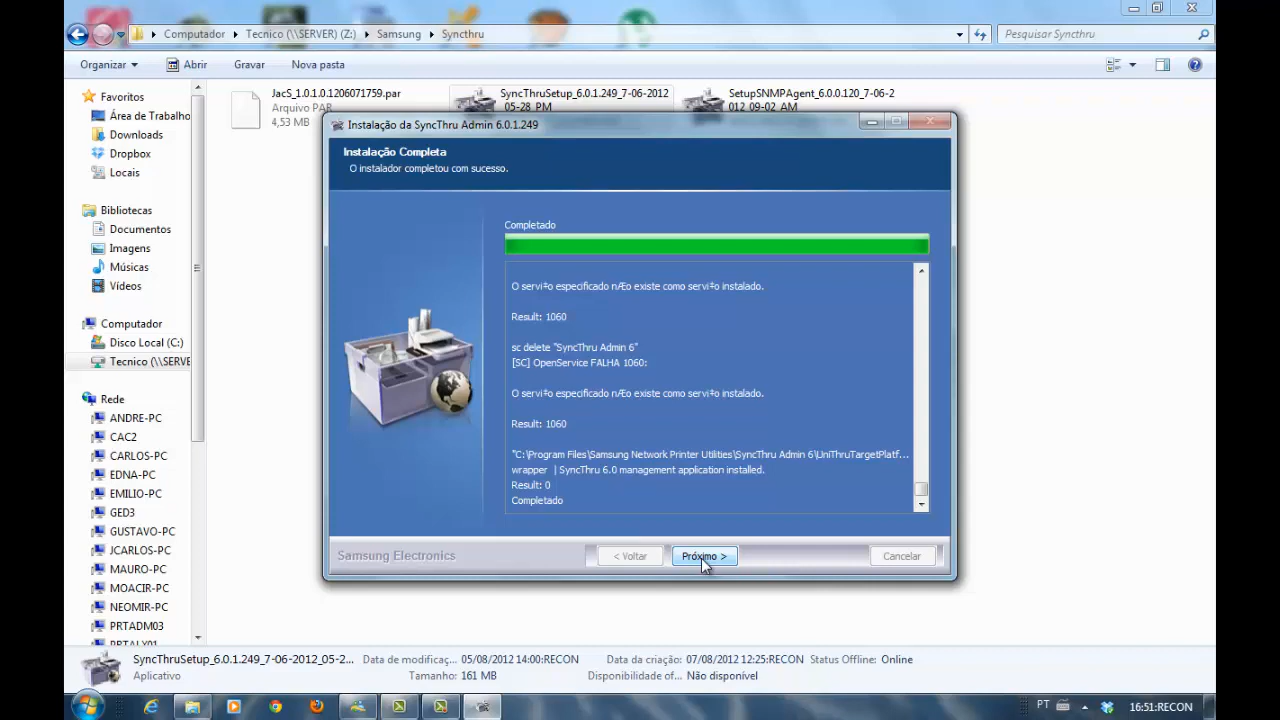 Computador
Tecnico (\\SERVER) (Z:)
Samsung
Syncthru
Pesquisar Syncthru
Organizar
Abrir
Gravar
Nova pasta
Favoritos
Área de Trabalho
Downloads
Dropbox
Locais
Bibliotecas
Documentos
Imagens
Músicas
Vídeos
Computador
Disco Local (C:)
Tecnico (\\SERVE
Rede
ANDRE-PC
CAC2
CARLOS-PC
EDNA-PC
EMILIO-PC
GED3
GUSTAVO-PC
JCARLOS-PC
MAURO-PC
MOACIR-PC
NEOMIR-PC
PRTADM03
PRTALX01
JacS_1.0.1.0.1206071759.par
Arquivo PAR
4,53 MB
SyncThruSetup_6.0.1.249_7-06-2012
05-28 PM
SetupSNMPAgent_6.0.0.120_7-06-2
012 09-02 AM
Instalação da SyncThru Admin 6.0.1.249
Instalação Completa
O instalador completou com sucesso.
Completado
O servi‡o especificado nÆo existe como servi‡o instalado.
Result: 1060
sc delete "SyncThru Admin 6"
[SC] OpenService FALHA 1060:
O servi‡o especificado nÆo existe como servi‡o instalado.
Result: 1060
"C:\Program Files\Samsung Network Printer Utilities\SyncThru Admin 6\UniThruTargetPlatf...
wrapper | SyncThru 6.0 management application installed.
Result: 0
Completado
Samsung Electronics
< Voltar
Próximo >
Cancelar
SyncThruSetup_6.0.1.249_7-06-2012_05-2...
Aplicativo
Data de modificaç...
05/08/2012 14:00:RECON
Tamanho:
161 MB
Data da criação:
07/08/2012 12:25:RECON
Disponibilidade of...
Não disponível
Status Offline:
Online
PT
16:51:RECON